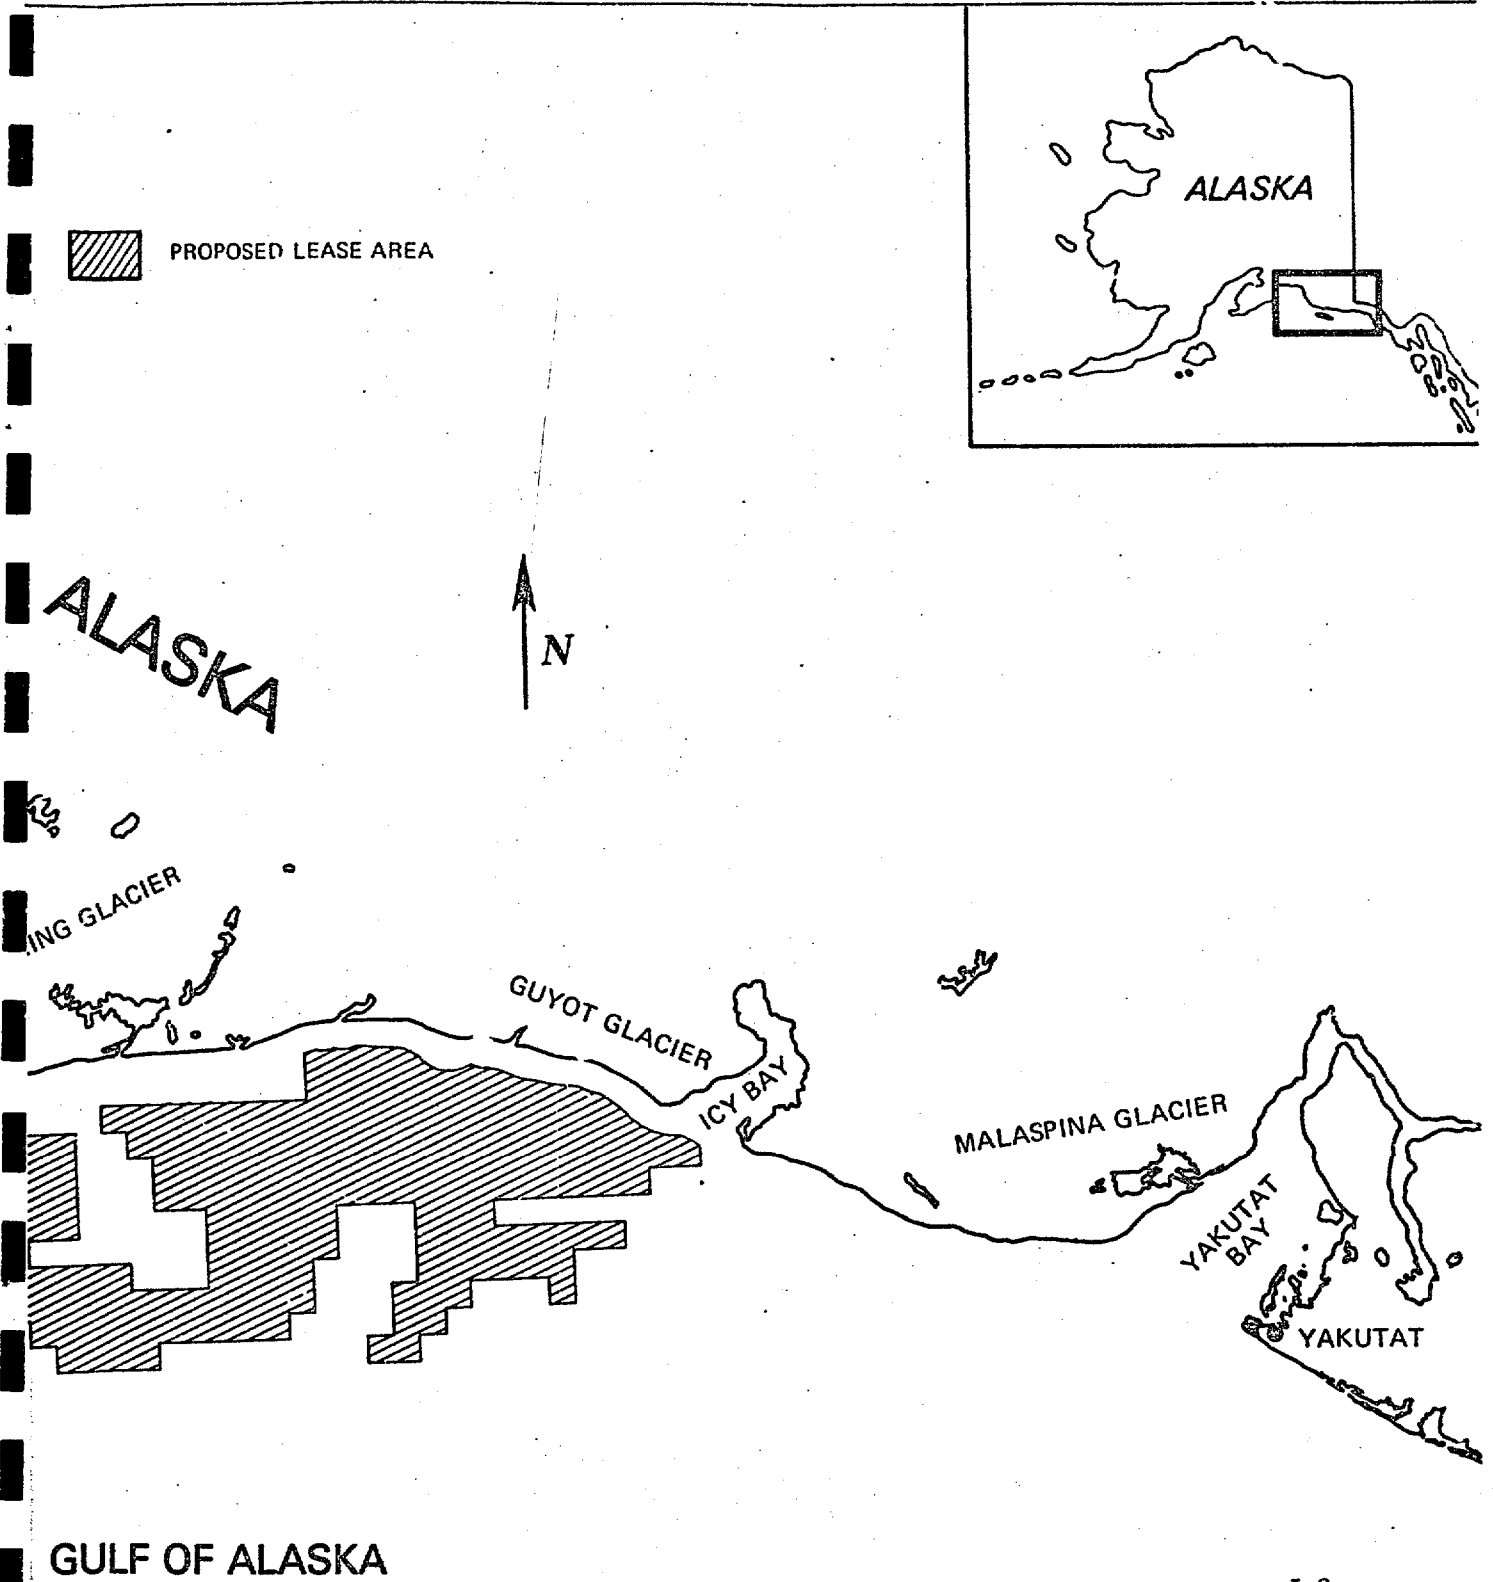 ALASKA
PROPOSED LEASE AREA
N
ALASKA
ING GLACIER
GUYOT GLACIER
ICY BAY
MALASPINA GLACIER
YAKUTAT
BAY
YAKUTAT
GULF OF ALASKA